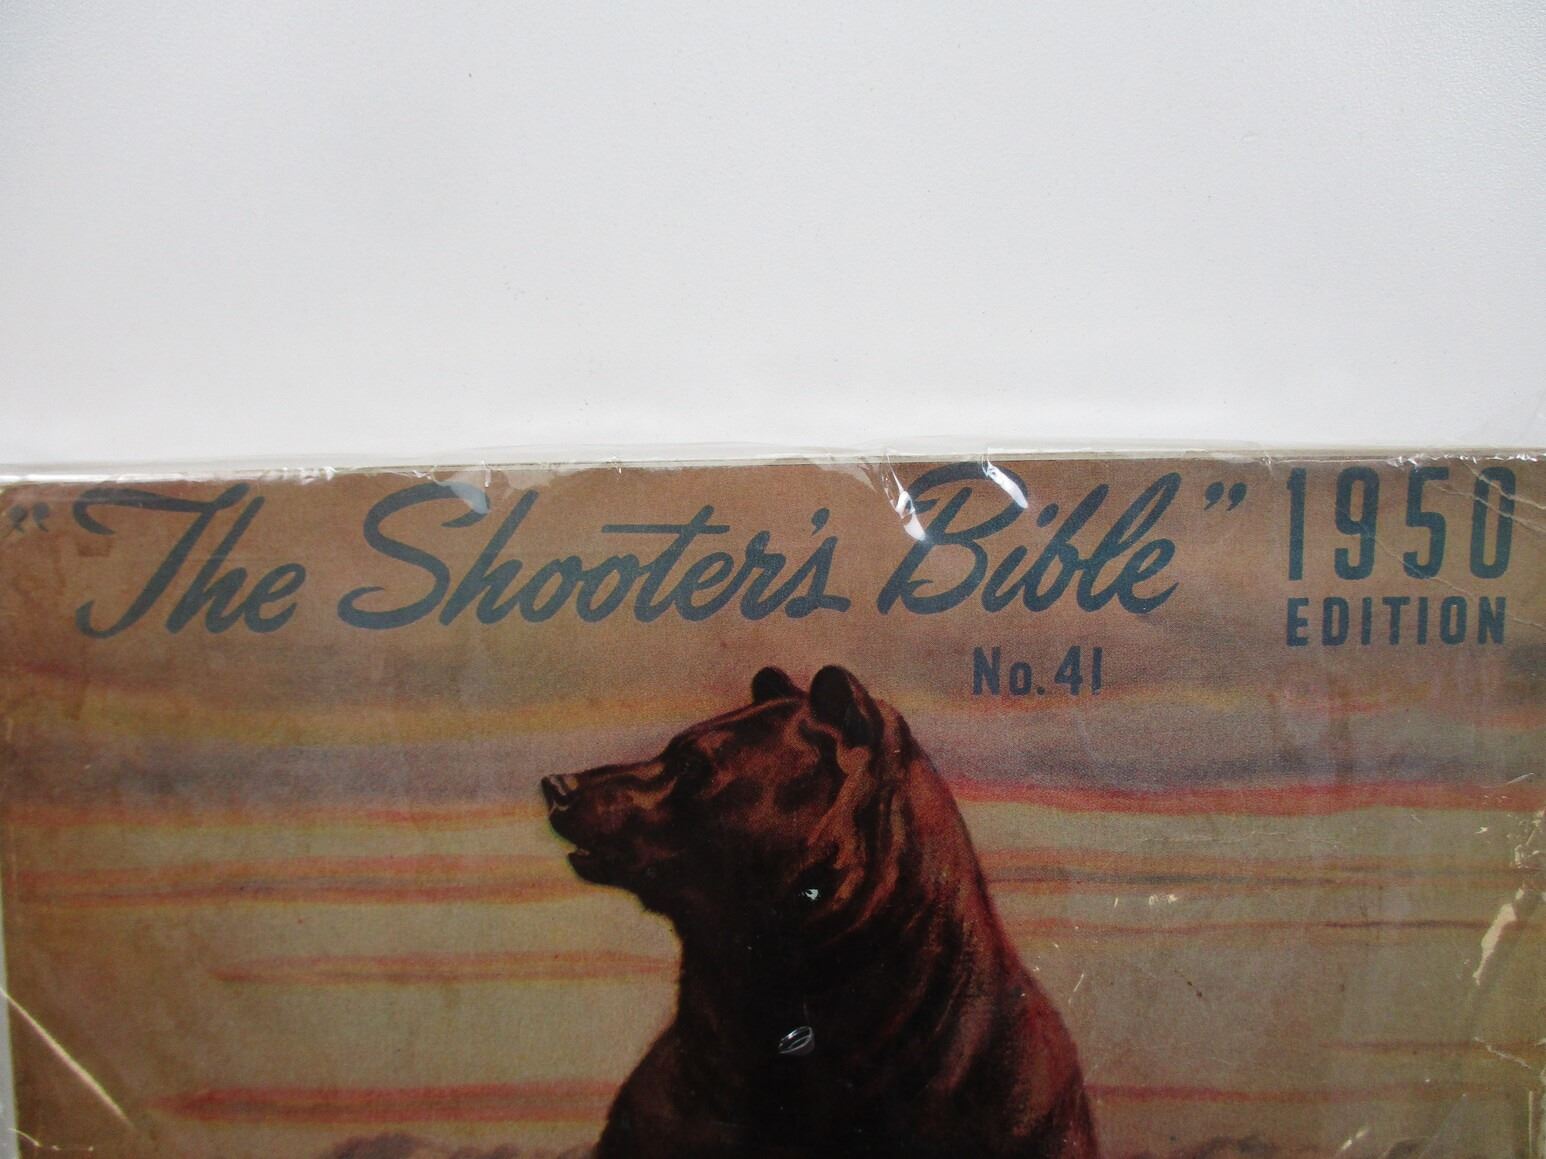 "The Shooter's Bible" 1950
EDITION
No. 41